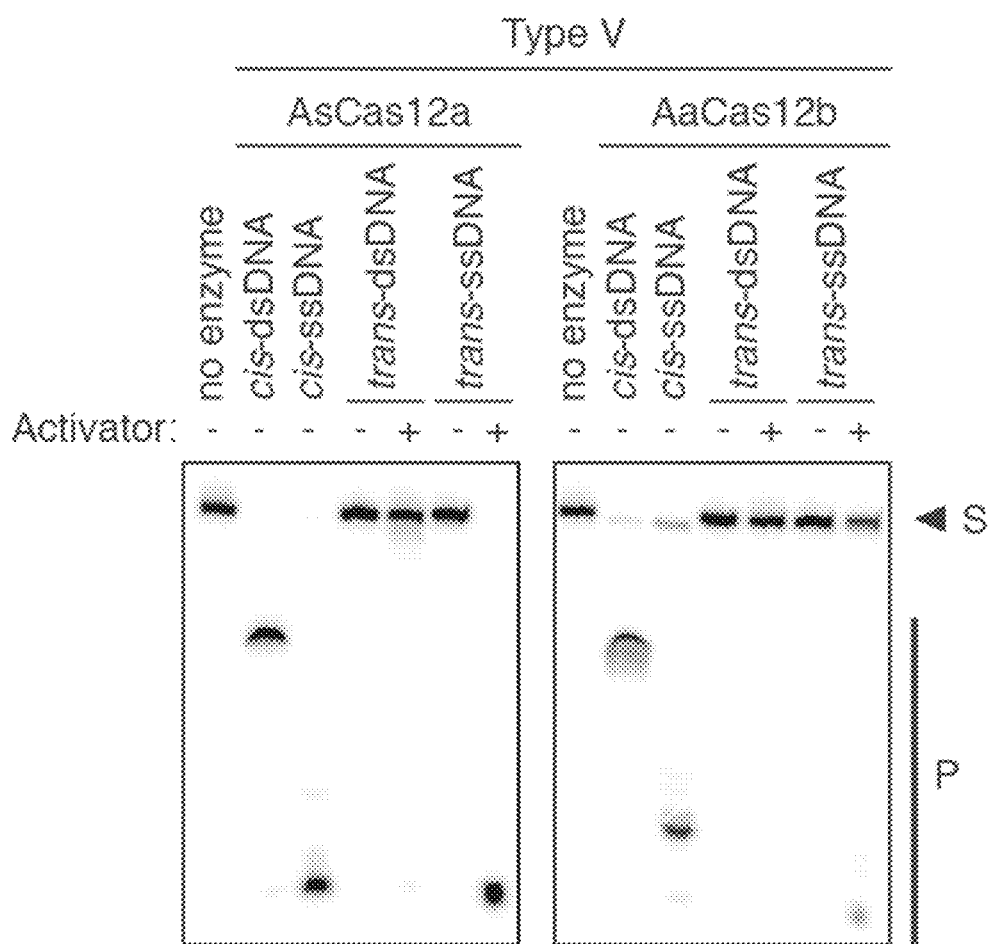 Type V
AsCas12a AaCas12b
no enzyme cis-dsDNA cis-ssDNA trans-dsDNA trans-ssDNA no enzyme cis-dsDNA cis-ssDNA trans-dsDNA trans-ssDNA
Activator: - - - - + - + - - - - + - +
S
P